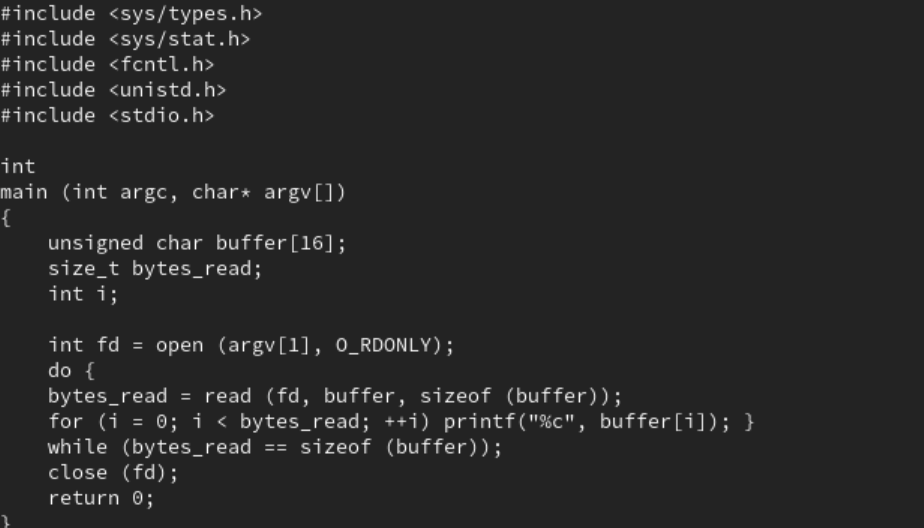 #include <sys/types.h>
#include <sys/stat.h>
#include <fcntl.h>
#include <unistd.h>
#include <stdio.h>

int
main (int argc, char* argv[])
{
    unsigned char buffer[16];
    size_t bytes_read;
    int i;

    int fd = open (argv[1], O_RDONLY);
    do {
    bytes_read = read (fd, buffer, sizeof (buffer));
    for (i = 0; i < bytes_read; ++i) printf("%c", buffer[i]); }
    while (bytes_read == sizeof (buffer));
    close (fd);
    return 0;
}